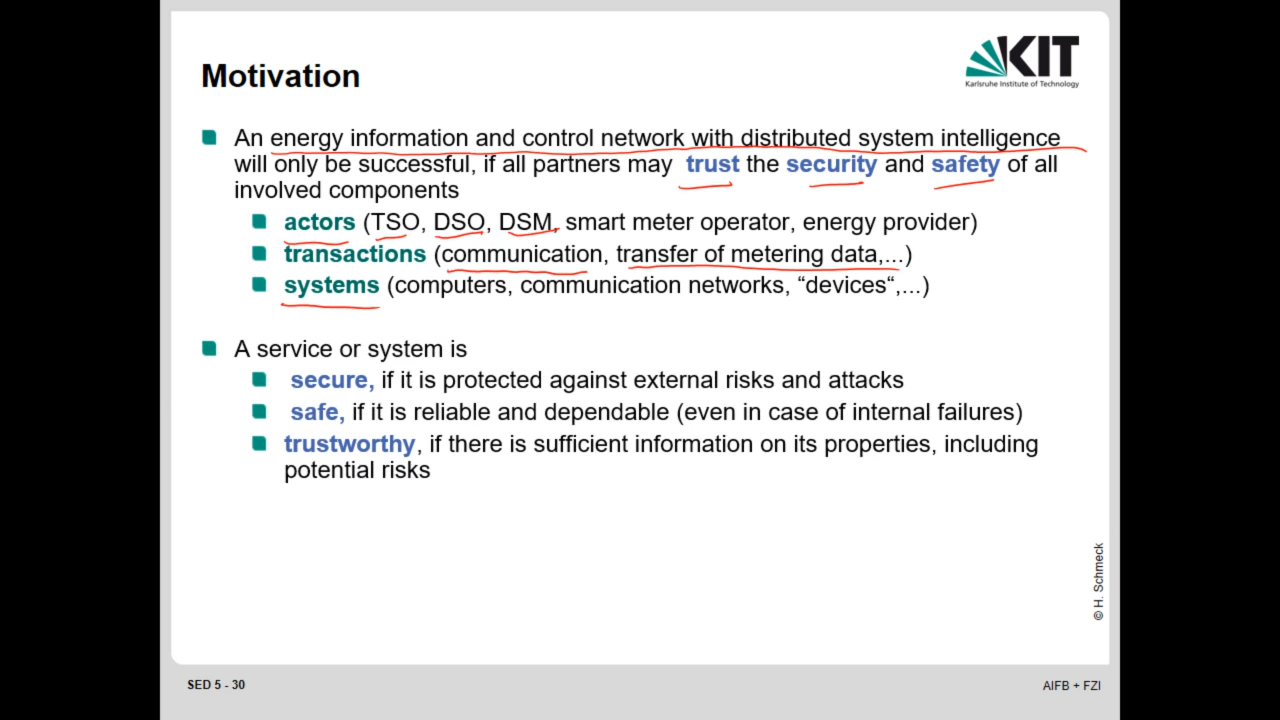 Motivation
KIT
Karlsruhe Institute of Technology
An energy information and control network with distributed system intelligence
will only be successful, if all partners may trust the security and safety of all
involved components
actors (TSO, DSO, DSM, smart meter operator, energy provider)
transactions (communication, transfer of metering data,...)
systems (computers, communication networks, “devices“,...)
A service or system is
secure, if it is protected against external risks and attacks
safe, if it is reliable and dependable (even in case of internal failures)
trustworthy, if there is sufficient information on its properties, including
potential risks
© H. Schmeck
SED 5 - 30
AIFB + FZI